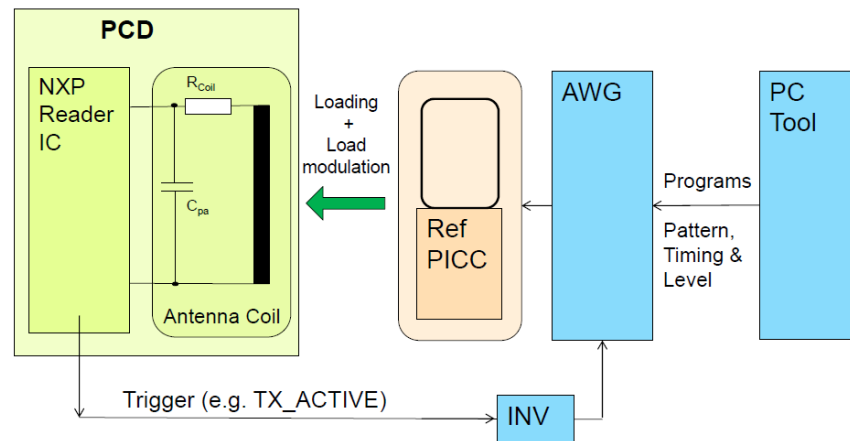 PCD
NXP
Reader
IC
RCoil
Cpa
Antenna Coil
Loading
+
Load
modulation
Ref
PICC
AWG
Programs
Pattern,
Timing &
Level
PC
Tool
Trigger (e.g. TX_ACTIVE)
INV